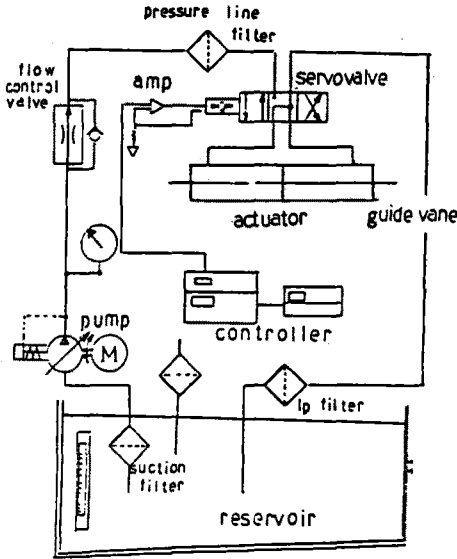 pressure line
filter
flow
control
valve
amp
servovalve
actuator
guide vane
pump
M
controller
lp filter
suction
filter
reservoir